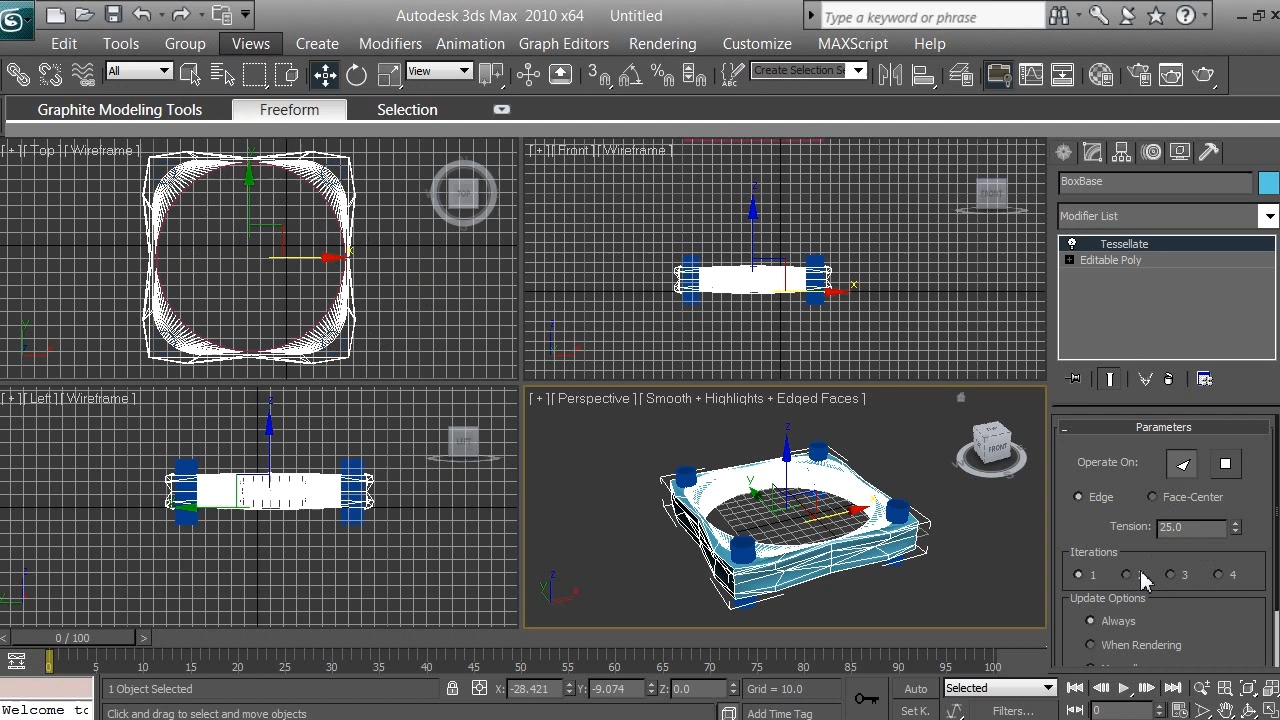 Autodesk 3ds Max 2010 x64 Untitled
Type a keyword or phrase
Edit Tools Group Views Create Modifiers Animation Graph Editors Rendering Customize MAXScript Help
All View Create Selection Se
Graphite Modeling Tools Freeform Selection
[ + ][ Top ][ Wireframe ]
[ + ][ Front ][ Wireframe ]
TOP
FRONT
BoxBase
Modifier List
Tessellate
Editable Poly
[ + ][ Left ][ Wireframe ]
[ + ][ Perspective ][ Smooth + Highlights + Edged Faces ]
LEFT
TOP
FRONT
Parameters
Operate On:
Edge Face-Center
Tension: 25.0
Iterations
1 3 4
Update Options
Always
When Rendering
0 / 100
0 5 10 15 20 25 30 35 40 45 50 55 60 65 70 75 80 85 90 95 100
1 Object Selected X: -28.421 Y: -9.074 Z: 0.0 Grid = 10.0 Auto Selected
Welcome to Click and drag to select and move objects Add Time Tag Set K. Filters... 0